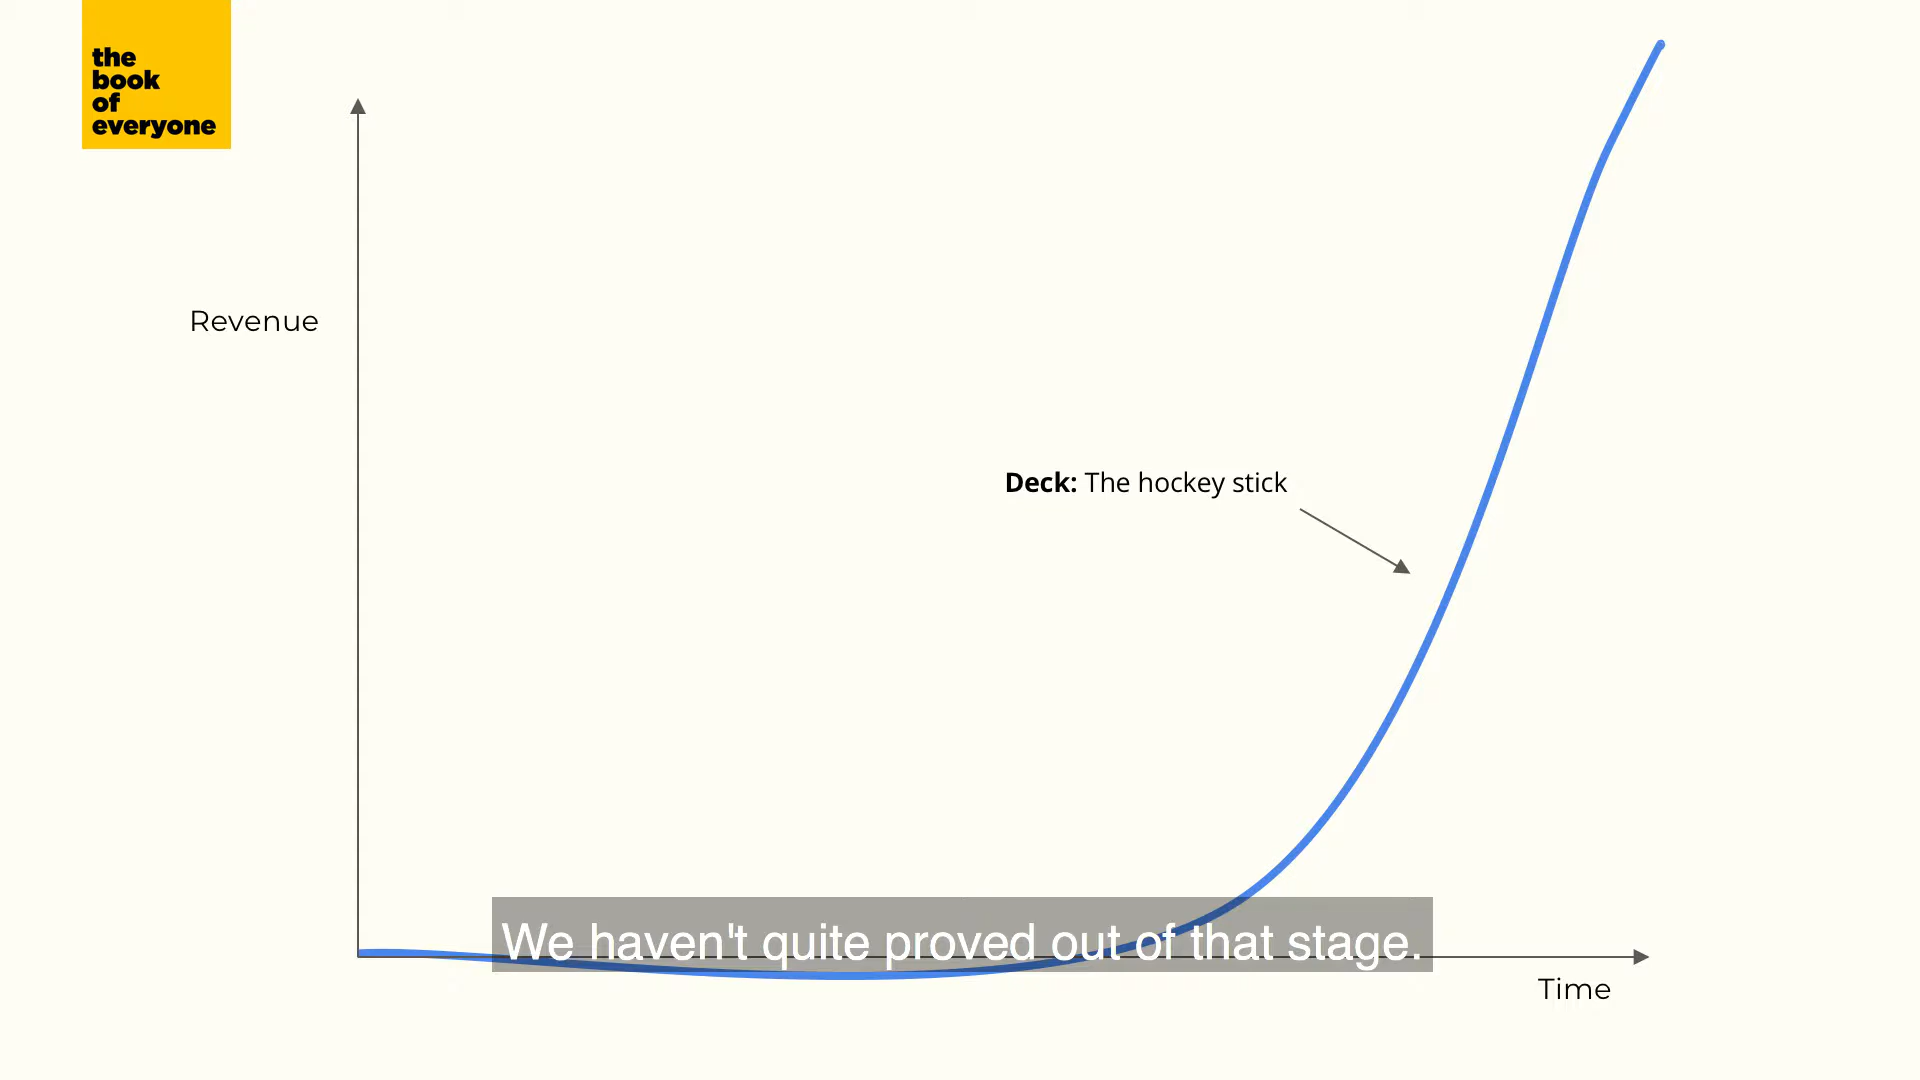 the
book
of
everyone
Revenue
Deck: The hockey stick
We haven't quite proved out of that stage.
Time